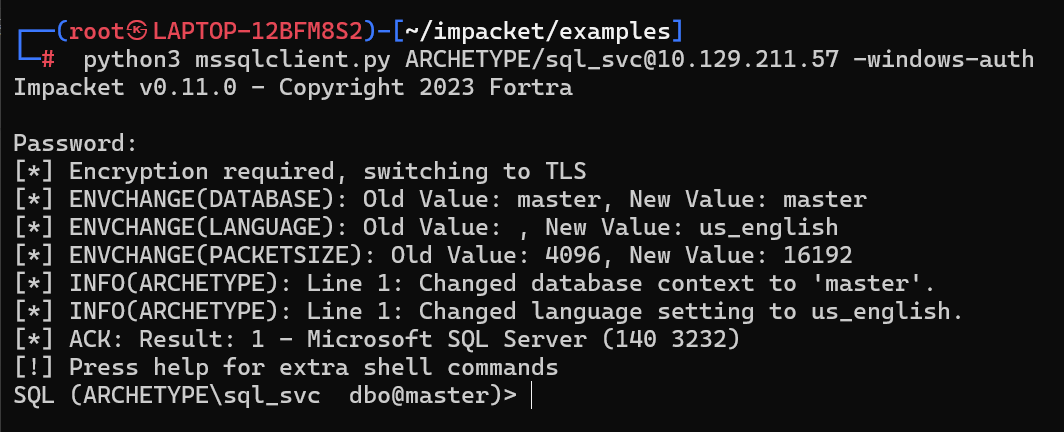 ┌──(root㉿LAPTOP-12BFM8S2)-[~/impacket/examples]
└─# python3 mssqlclient.py ARCHETYPE/sql_svc@10.129.211.57 -windows-auth
Impacket v0.11.0 - Copyright 2023 Fortra
Password:
[*] Encryption required, switching to TLS
[*] ENVCHANGE(DATABASE): Old Value: master, New Value: master
[*] ENVCHANGE(LANGUAGE): Old Value: , New Value: us_english
[*] ENVCHANGE(PACKETSIZE): Old Value: 4096, New Value: 16192
[*] INFO(ARCHETYPE): Line 1: Changed database context to 'master'.
[*] INFO(ARCHETYPE): Line 1: Changed language setting to us_english.
[*] ACK: Result: 1 - Microsoft SQL Server (140 3232)
[!] Press help for extra shell commands
SQL (ARCHETYPE\sql_svc  dbo@master)>